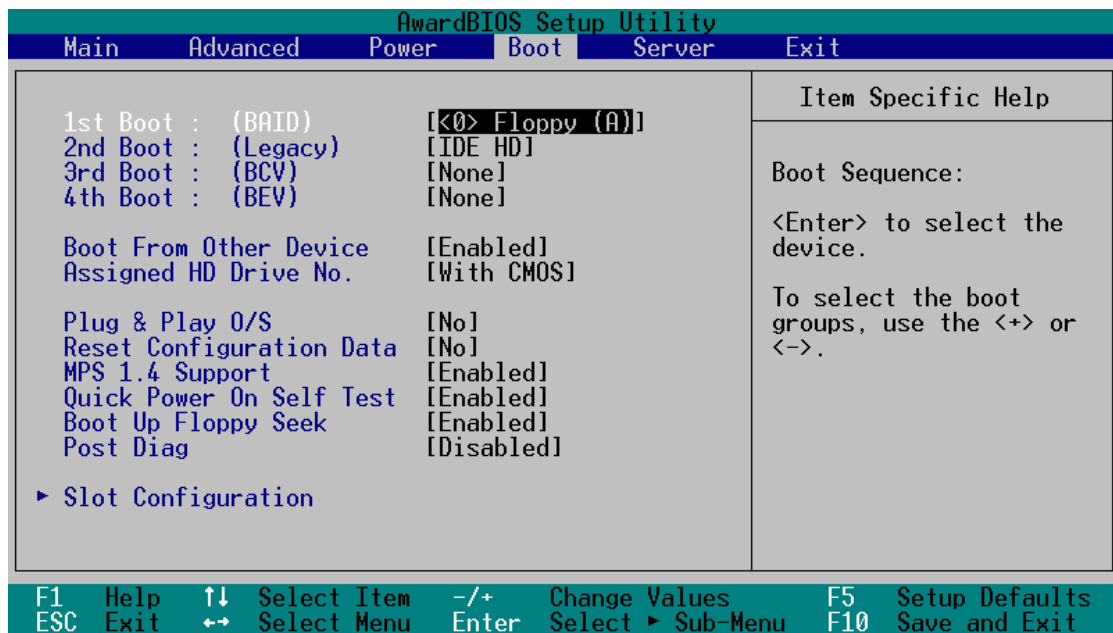 AwardBIOS Setup Utility
Main Advanced Power Boot Server Exit
1st Boot : (BAID) [<0> Floppy (A)]
2nd Boot : (Legacy) [IDE HD]
3rd Boot : (BCV) [None]
4th Boot : (BEV) [None]
Boot From Other Device [Enabled]
Assigned HD Drive No. [With CMOS]
Plug & Play O/S [No]
Reset Configuration Data [No]
MPS 1.4 Support [Enabled]
Quick Power On Self Test [Enabled]
Boot Up Floppy Seek [Enabled]
Post Diag [Disabled]
► Slot Configuration
Item Specific Help
Boot Sequence:
<Enter> to select the
device.
To select the boot
groups, use the <+> or
<->.
F1 Help ↑↓ Select Item -/+ Change Values F5 Setup Defaults
ESC Exit ←→ Select Menu Enter Select ► Sub-Menu F10 Save and Exit